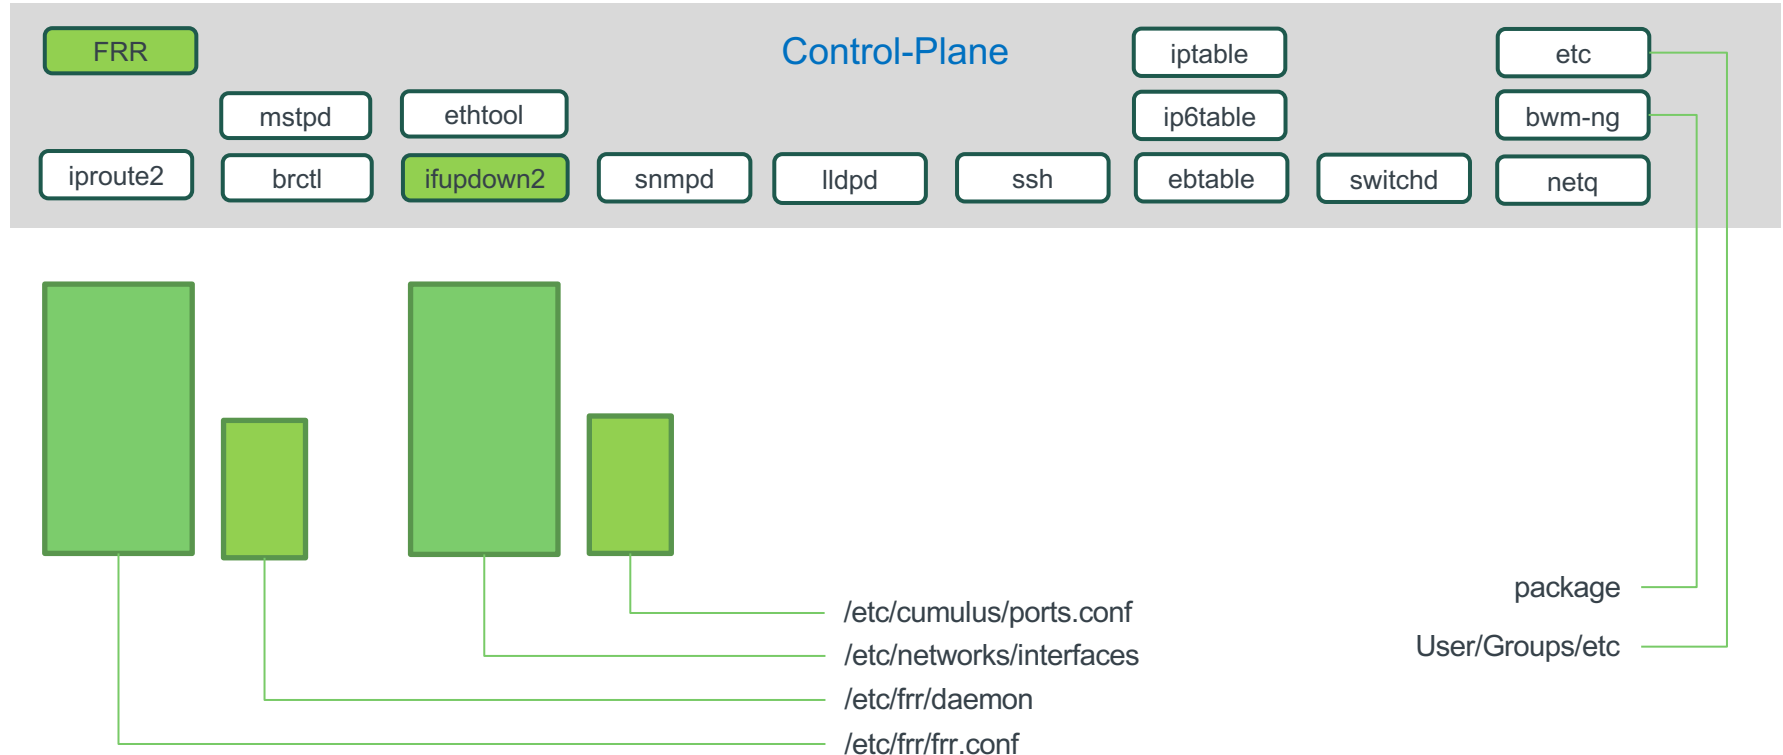 Control-Plane
FRR
iptable
etc
mstpd
ethtool
ip6table
bwm-ng
iproute2
brctl
ifupdown2
snmpd
lldpd
ssh
ebtable
switchd
netq
package
/etc/cumulus/ports.conf
User/Groups/etc
/etc/networks/interfaces
/etc/frr/daemon
/etc/frr/frr.conf